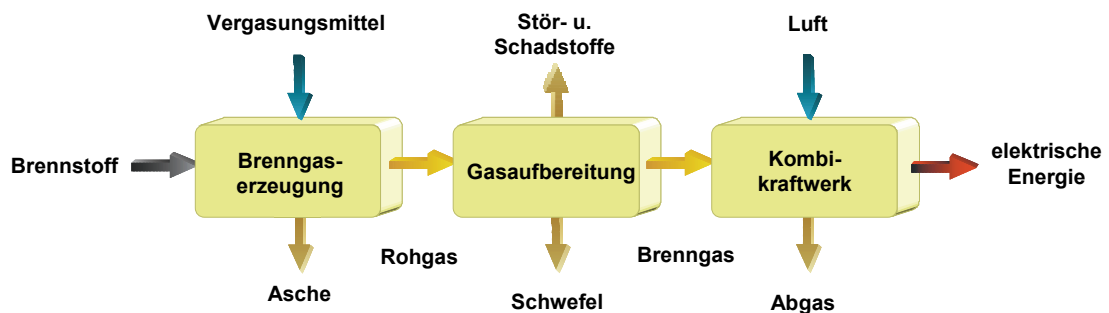 Vergasungsmittel
Stör- u.
Schadstoffe
Luft
Brennstoff
Brenngas-
erzeugung
Gasaufbereitung
Kombi-
kraftwerk
elektrische
Energie
Rohgas
Brenngas
Asche
Schwefel
Abgas